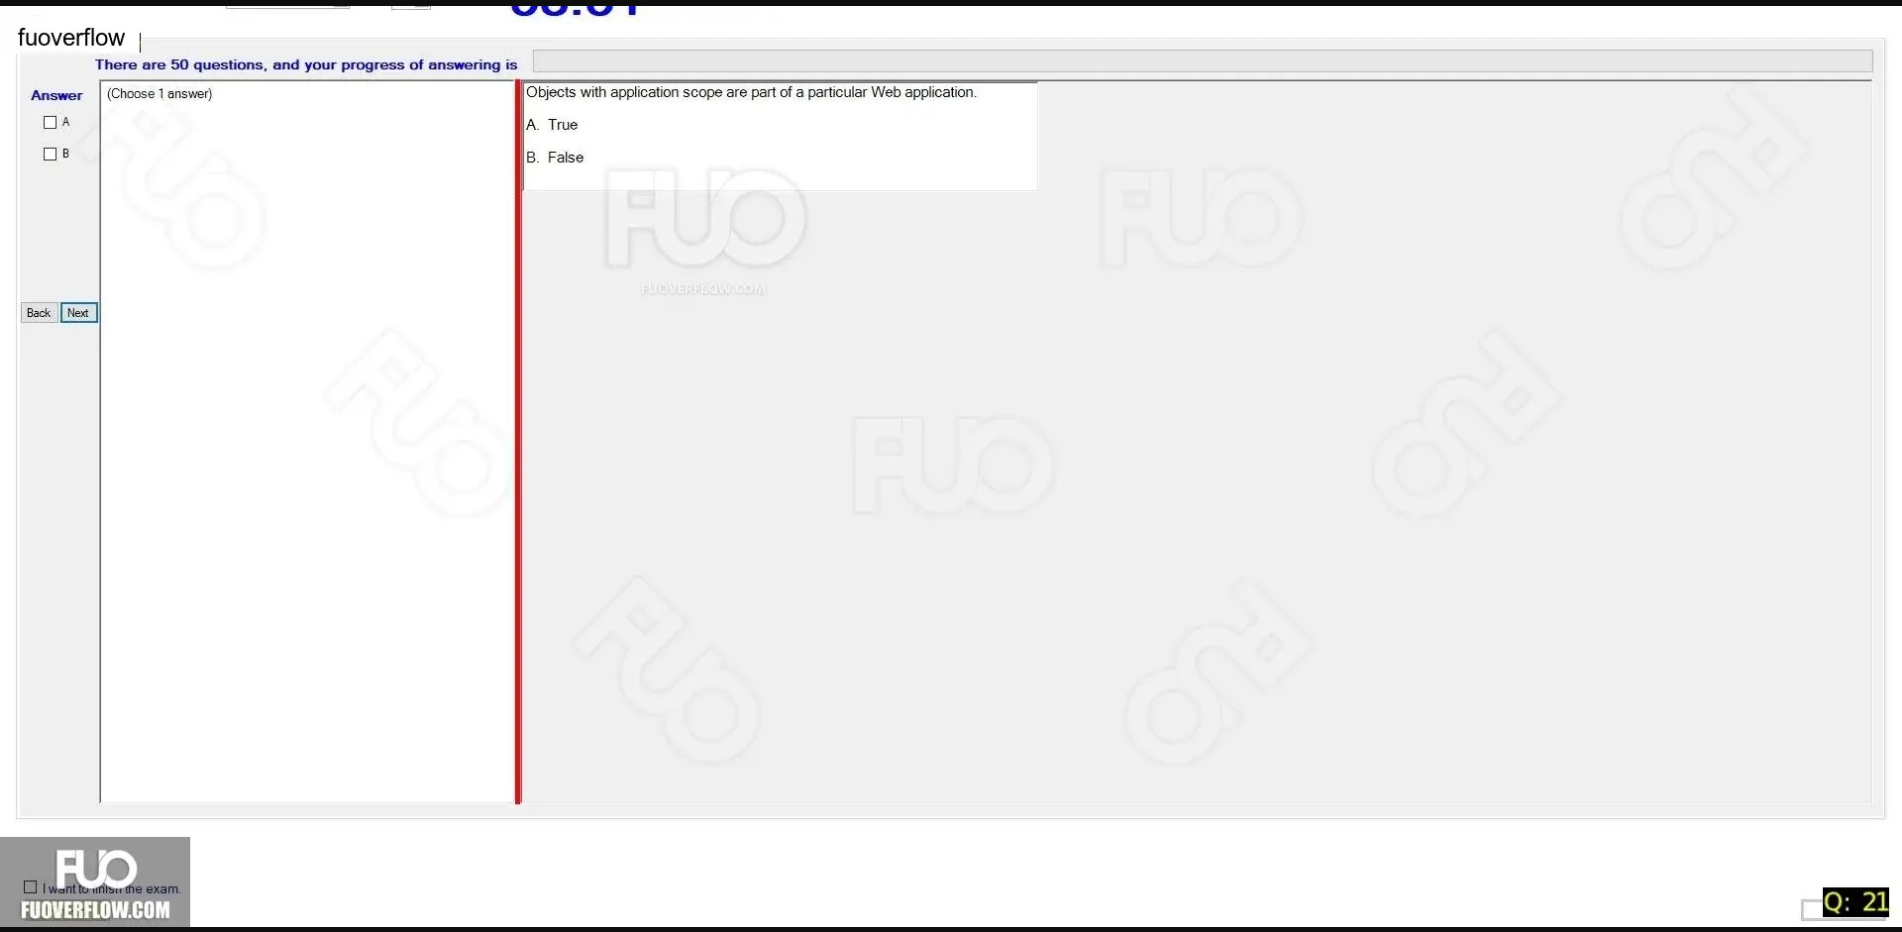 fuoverflow
There are 50 questions, and your progress of answering is
Answer
(Choose 1 answer)
A
B
Objects with application scope are part of a particular Web application.
A. True
B. False
FUO
FUOVERFLOW.COM
Back Next
FUO
I want to finish the exam.
FUOVERFLOW.COM
Q: 21